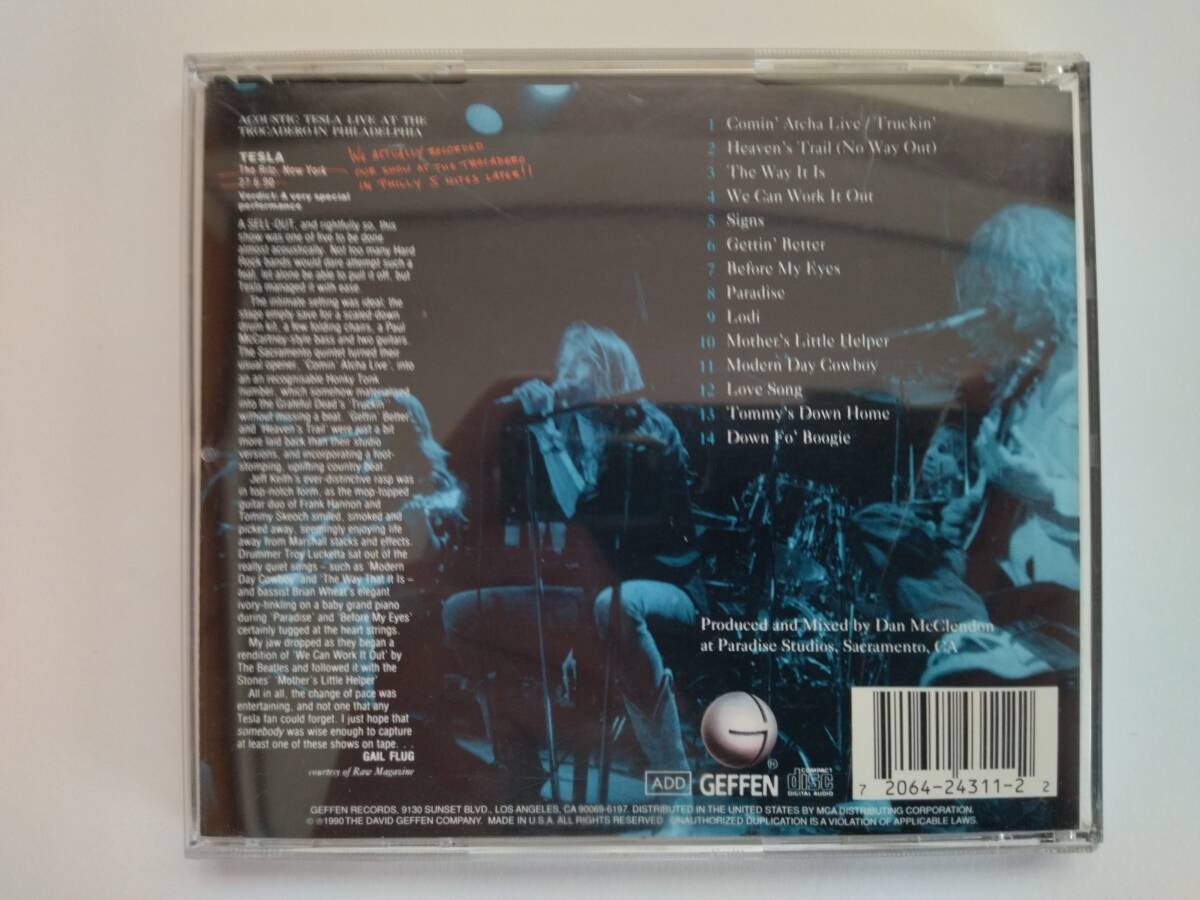 ACOUSTIC TESLA LIVE AT THE
TROCADERO IN PHILADELPHIA
TESLA
The Ritz, New York
27.6.90
Verdict: A very special
performance
WE ACTUALLY RECORDED
OUR SHOW AT THE TROCADERO
IN PHILLY 5 NITES LATER!!
A SELL-OUT, and rightfully so, this
show was one of five to be done
almost acoustically. Not too many Hard
Rock bands would dare attempt such a
feat, let alone be able to pull it off, but
Tesla managed it with ease.
The intimate setting was ideal: the
stage empty save for a scaled-down
drum kit, a few folding chairs, a Paul
McCartney-style bass and two guitars.
The Sacramento quintet turned their
usual opener, 'Comin' Atcha Live', into
an an recognisable Honky Tonk
number, which somehow
into the Grateful Dead's 'Truckin''
without missing a beat. 'Gettin' Better'
and 'Heaven's Trail' were just a bit
more laid back than their studio
versions, and incorporating a foot-
stomping, uplifting country beat.
Jeff Keith's ever-distinctive rasp was
in top-notch form, as the mop-topped
guitar duo of Frank Hannon and
Tommy Skeoch smiled, smoked and
picked away, seemingly enjoying life
away from Marshall stacks and effects.
Drummer Troy Lucketta sat out of the
really quiet songs – such as 'Modern
Day Cowboy' and 'The Way That It Is –
and bassist Brian Wheat's elegant
ivory-tinkling on a baby grand piano
during 'Paradise' and 'Before My Eyes'
certainly tugged at the heart strings.
My jaw dropped as they began a
rendition of 'We Can Work It Out' by
The Beatles and followed it with the
Stones' 'Mother's Little Helper'
All in all, the change of pace was
entertaining, and not one that any
Tesla fan could forget. I just hope that
somebody was wise enough to capture
at least one of these shows on tape. . .
GAIL FLUG
courtesy of Raw Magazine
1 Comin' Atcha Live / Truckin'
2 Heaven's Trail (No Way Out)
3 The Way It Is
4 We Can Work It Out
5 Signs
6 Gettin' Better
7 Before My Eyes
8 Paradise
9 Lodi
10 Mother's Little Helper
11 Modern Day Cowboy
12 Love Song
13 Tommy's Down Home
14 Down Fo' Boogie
Produced and Mixed by Dan McClendon
at Paradise Studios, Sacramento, CA
ADD GEFFEN ® COMPACT disc DIGITAL AUDIO
7 2064-24311-2 2
GEFFEN RECORDS, 9130 SUNSET BLVD., LOS ANGELES, CA 90069-6197. DISTRIBUTED IN THE UNITED STATES BY MCA DISTRIBUTING CORPORATION.
© ℗ 1990 THE DAVID GEFFEN COMPANY. MADE IN U.S.A. ALL RIGHTS RESERVED. UNAUTHORIZED DUPLICATION IS A VIOLATION OF APPLICABLE LAWS.